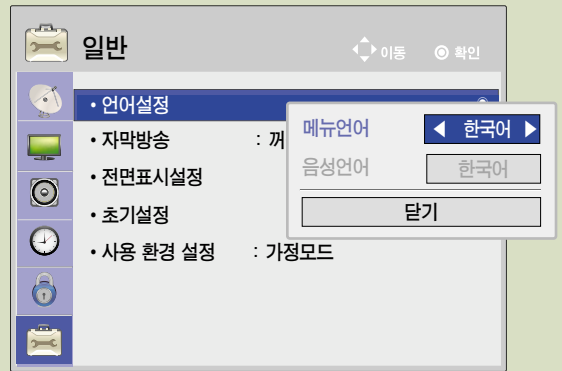 일반
이동 확인
• 언어설정
• 자막방송 : 꺼
• 전면표시설정
• 초기설정
• 사용 환경 설정 : 가정모드
메뉴언어 ◀ 한국어 ▶
음성언어 한국어
닫기